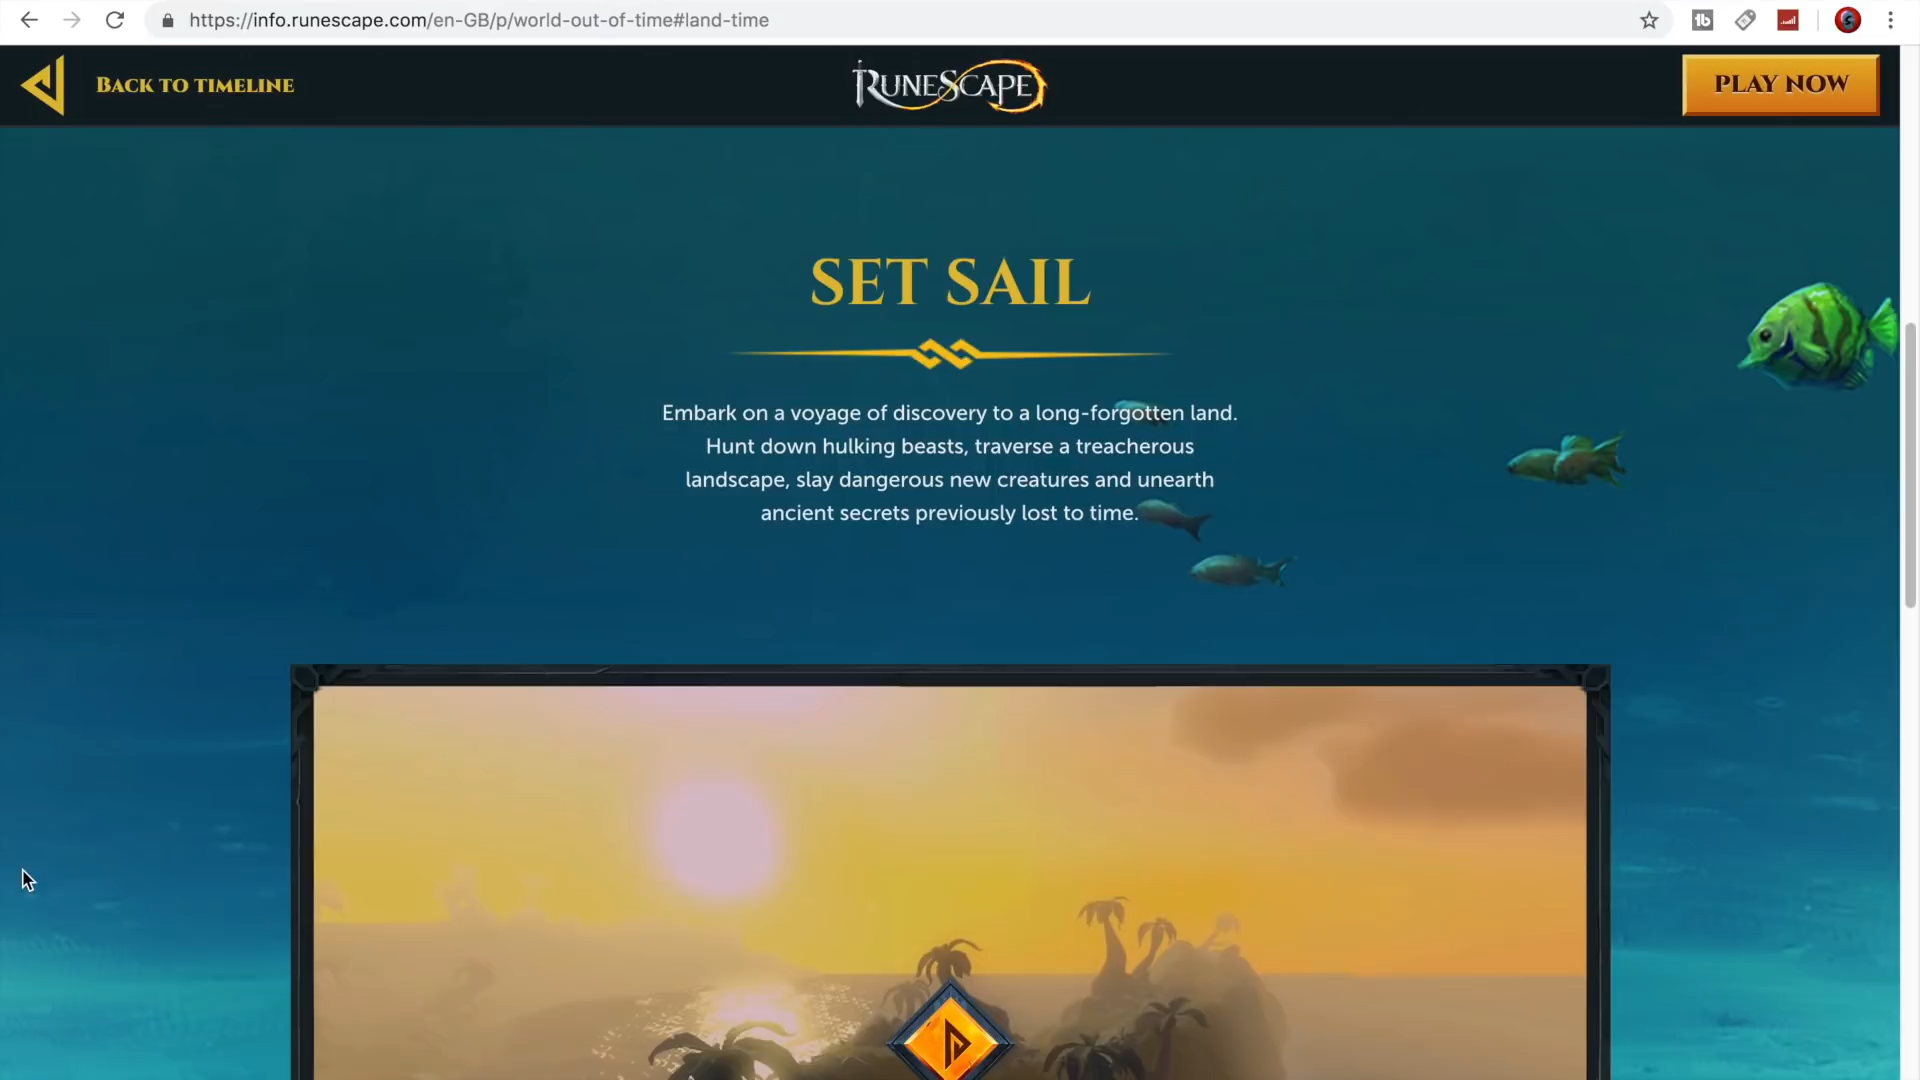 https://info.runescape.com/en-GB/p/world-out-of-time#land-time
BACK TO TIMELINE
RUNESCAPE
PLAY NOW
SET SAIL
Embark on a voyage of discovery to a long-forgotten land.
Hunt down hulking beasts, traverse a treacherous
landscape, slay dangerous new creatures and unearth
ancient secrets previously lost to time.